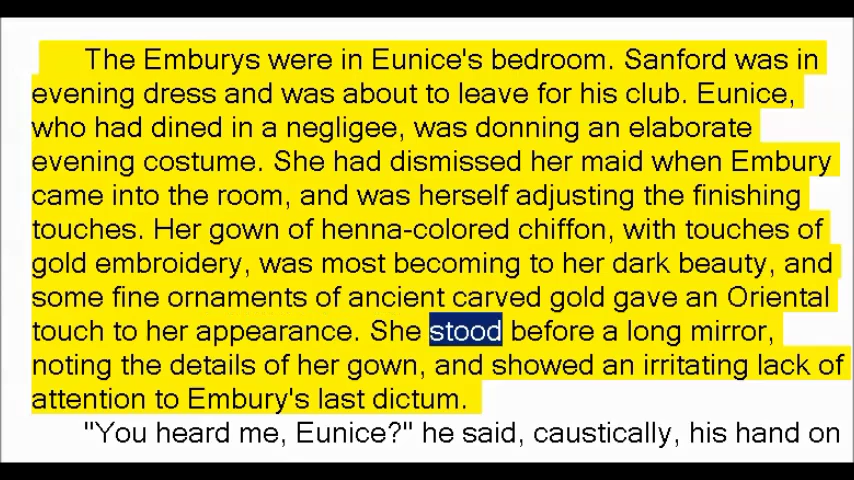 The Emburys were in Eunice's bedroom. Sanford was in
evening dress and was about to leave for his club. Eunice,
who had dined in a negligee, was donning an elaborate
evening costume. She had dismissed her maid when Embury
came into the room, and was herself adjusting the finishing
touches. Her gown of henna-colored chiffon, with touches of
gold embroidery, was most becoming to her dark beauty, and
some fine ornaments of ancient carved gold gave an Oriental
touch to her appearance. She stood before a long mirror,
noting the details of her gown, and showed an irritating lack of
attention to Embury's last dictum.
"You heard me, Eunice?" he said, caustically, his hand on